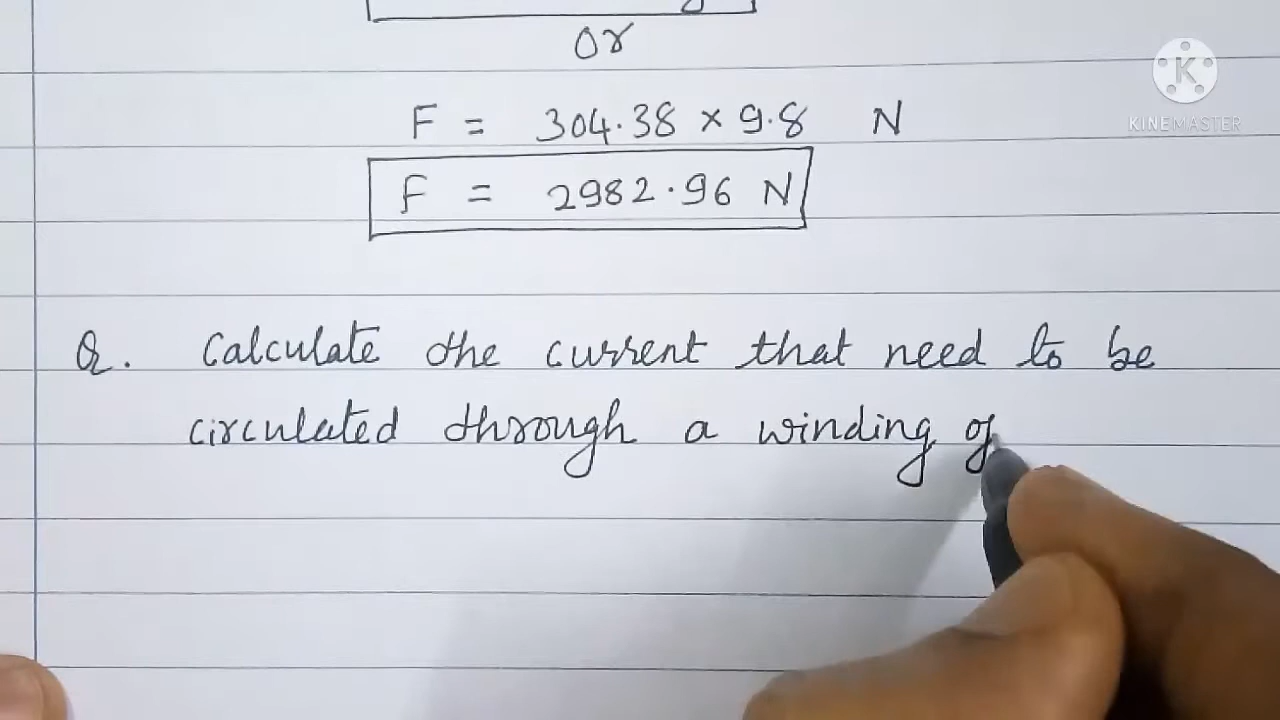 or
F = 304.38 × 9.8 N
F = 2982.96 N
Q. Calculate the current that need to be
circulated through a winding of
K
KINEMASTER